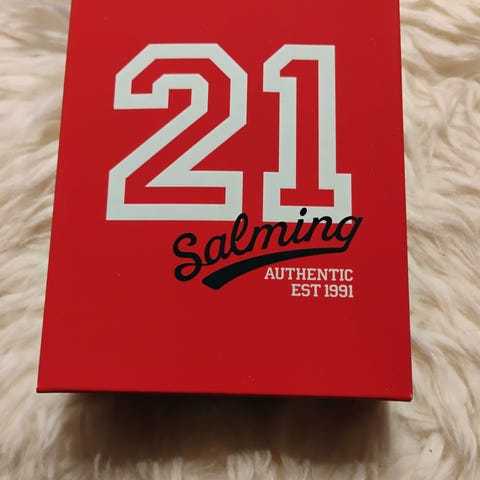 21
Salming
AUTHENTIC
EST 1991